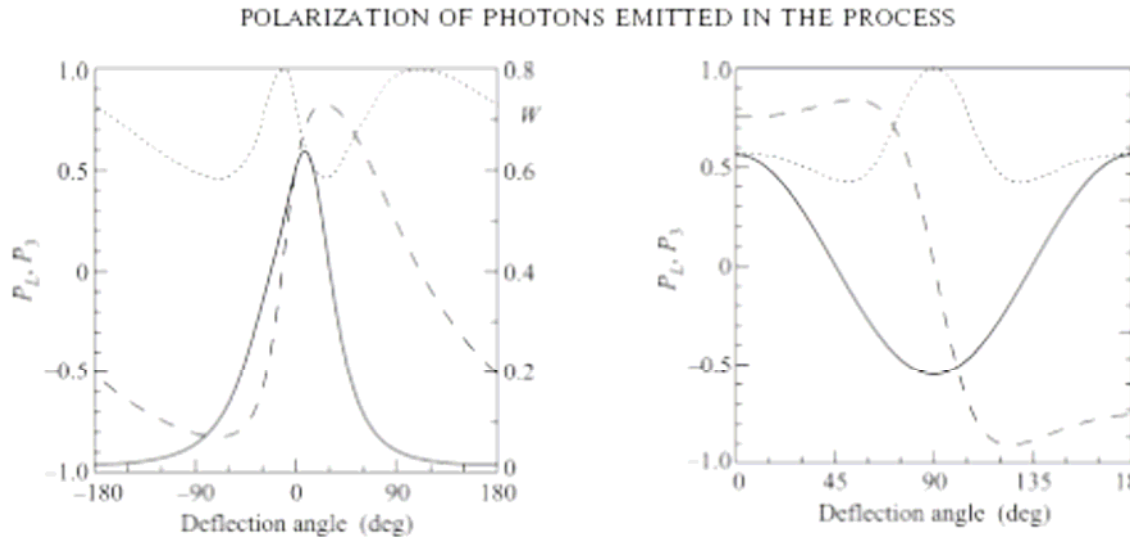 POLARIZATION OF PHOTONS EMITTED IN THE PROCESS
1.0
0.5
0
−0.5
−1.0
P_L, P_3
0.8
W
0.6
0.4
0.2
0
−180 −90 0 90 180
Deflection angle (deg)
1.0
0.5
0
−0.5
−1.0
P_L, P_3
0 45 90 135 18
Deflection angle (deg)